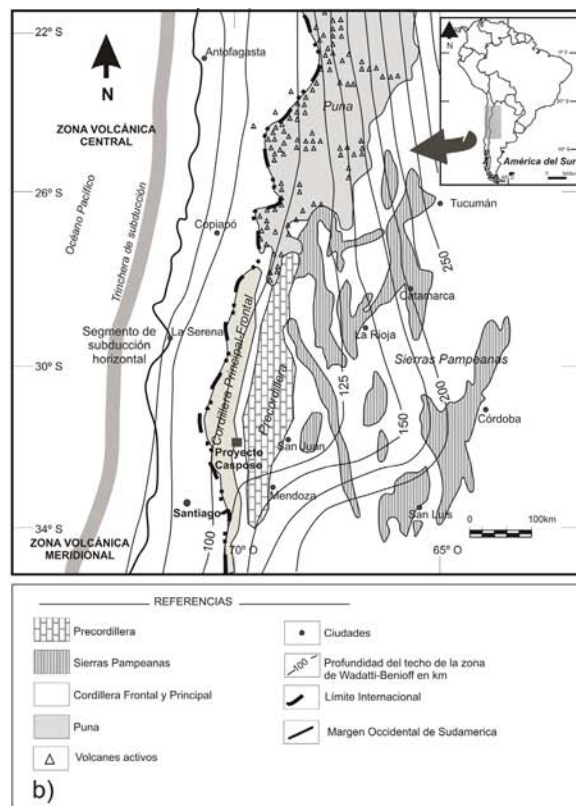 22° S
Antofagasta
N
Puna
ZONA VOLCÁNICA
CENTRAL
N
América del Sur
26° S
Océano Pacífico
Trinchera de subducción
Copiapó
Tucumán
250
Catamarca
Segmento de
subducción
horizontal
La Serena
La Rioja
Sierras Pampeanas
30° S
Cordillera Principal Frontal
Precordillera
125
200
150
Córdoba
San Juan
Proyecto
Casposo
Mendoza
Santiago
San Luis
34° S
100
70° O
65° O
0
100km
ZONA VOLCÁNICA
MERIDIONAL
REFERENCIAS
Precordillera
Ciudades
Sierras Pampeanas
100
Profundidad del techo de la zona
de Wadatti-Benioff en km
Cordillera Frontal y Principal
Límite Internacional
Puna
Margen Occidental de Sudamerica
Volcanes activos
b)